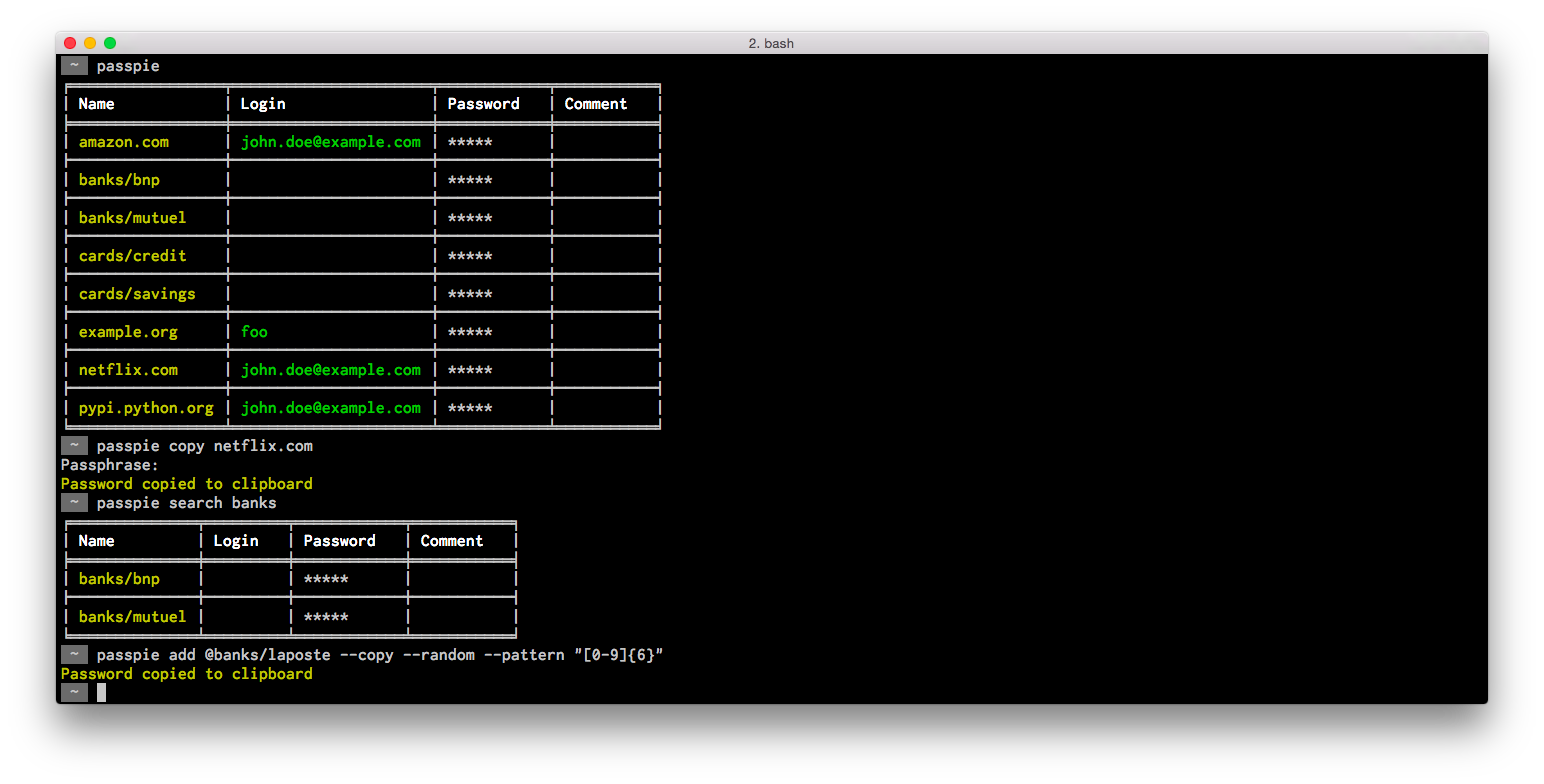 2. bash
~ passpie
Name Login Password Comment
amazon.com john.doe@example.com *****
banks/bnp *****
banks/mutuel *****
cards/credit *****
cards/savings *****
example.org foo *****
netflix.com john.doe@example.com *****
pypi.python.org john.doe@example.com *****
~ passpie copy netflix.com
Passphrase:
Password copied to clipboard
~ passpie search banks
Name Login Password Comment
banks/bnp *****
banks/mutuel *****
~ passpie add @banks/laposte --copy --random --pattern "[0-9]{6}"
Password copied to clipboard
~